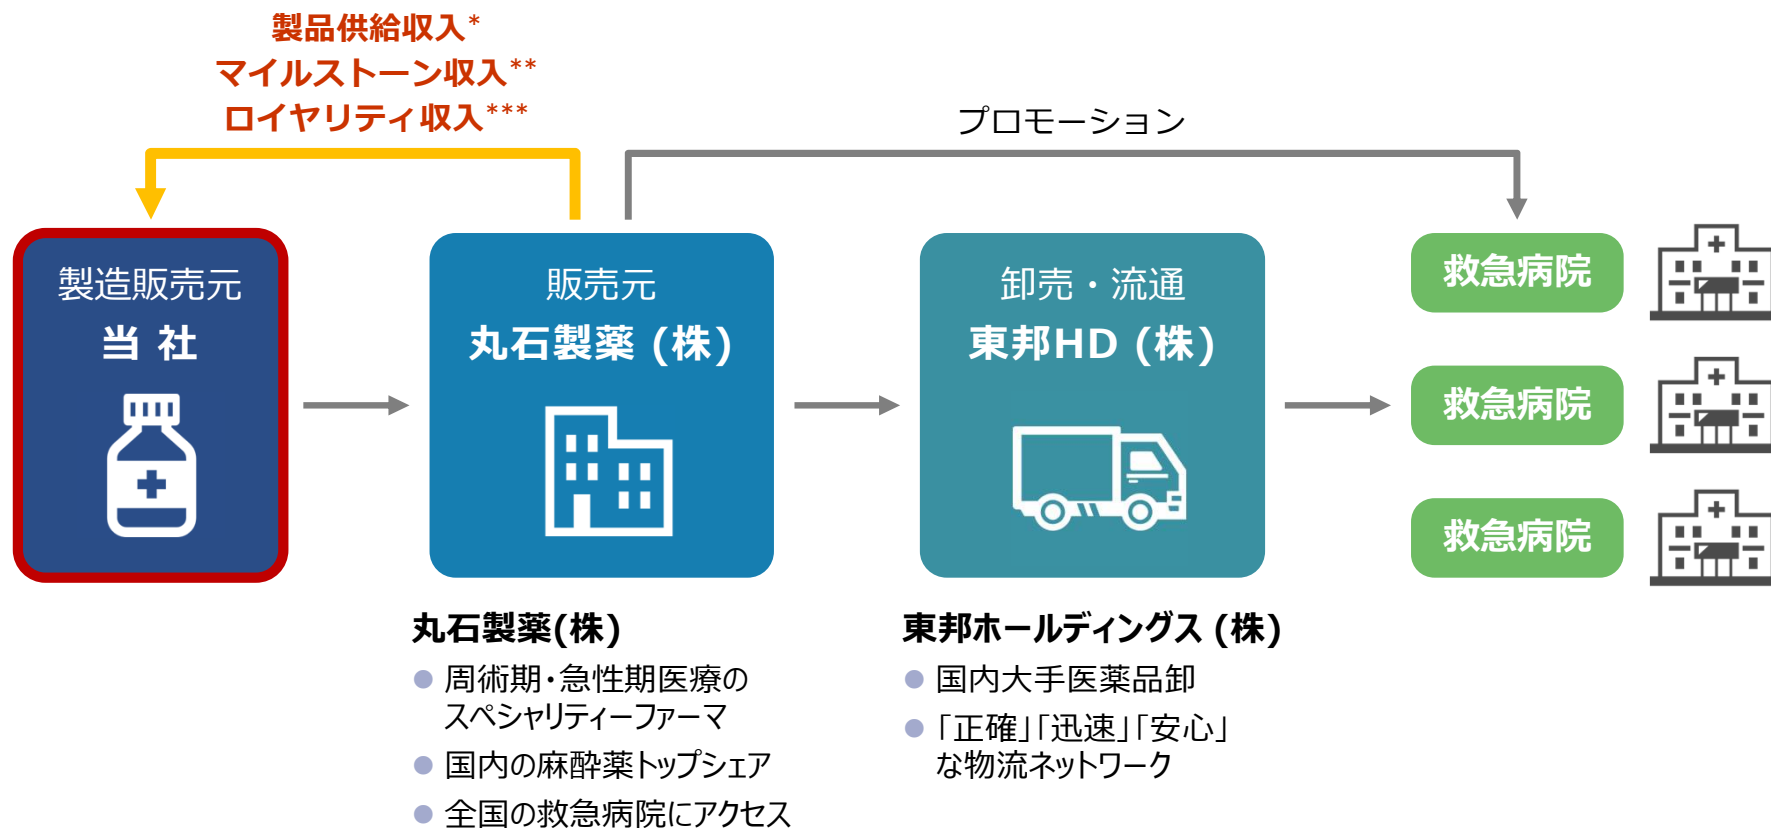 製品供給収入*
マイルストーン収入**
ロイヤリティ収入***
プロモーション
製造販売元
当 社
販売元
丸石製薬 (株)
卸売・流通
東邦HD (株)
救急病院
救急病院
救急病院
丸石製薬(株)
周術期・急性期医療の
スペシャリティーファーマ
国内の麻酔薬トップシェア
全国の救急病院にアクセス
東邦ホールディングス (株)
国内大手医薬品卸
「正確」「迅速」「安心」
な物流ネットワーク